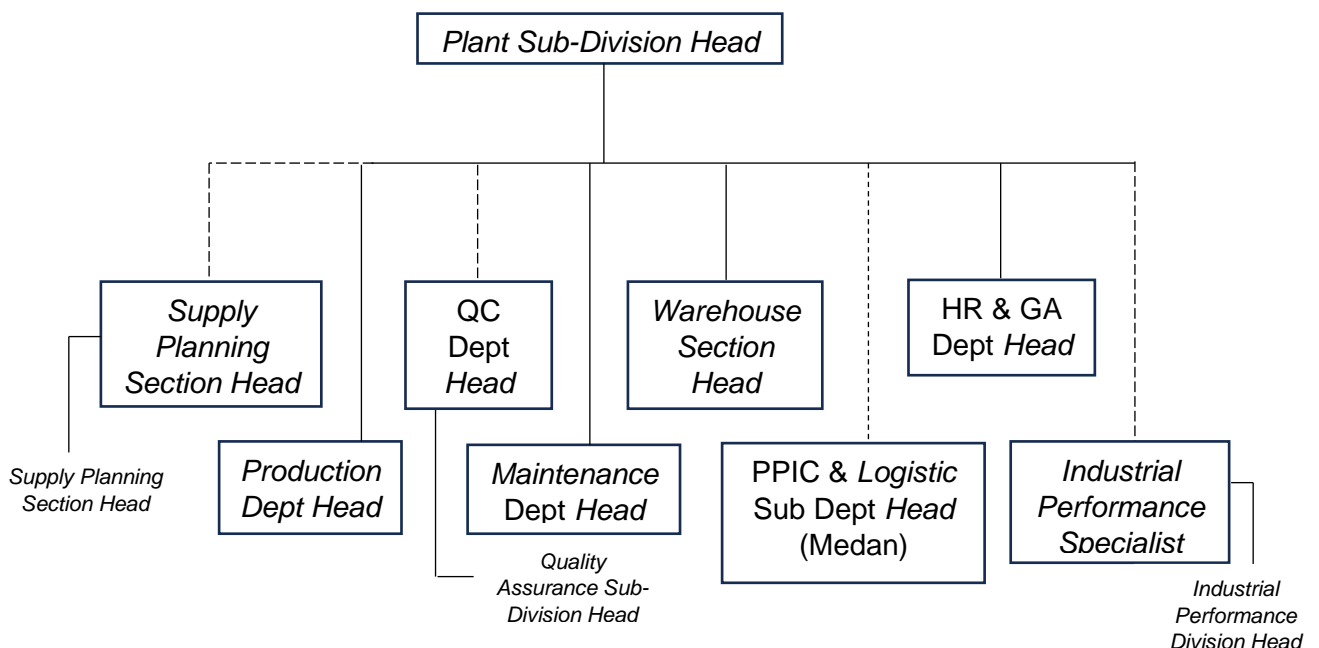 Plant Sub-Division Head
Supply
Planning
Section Head
QC
Dept
Head
Warehouse
Section
Head
HR & GA
Dept Head
Supply Planning
Section Head
Production
Dept Head
Maintenance
Dept Head
PPIC & Logistic
Sub Dept Head
(Medan)
Industrial
Performance
Specialist
Quality
Assurance Sub-
Division Head
Industrial
Performance
Division Head